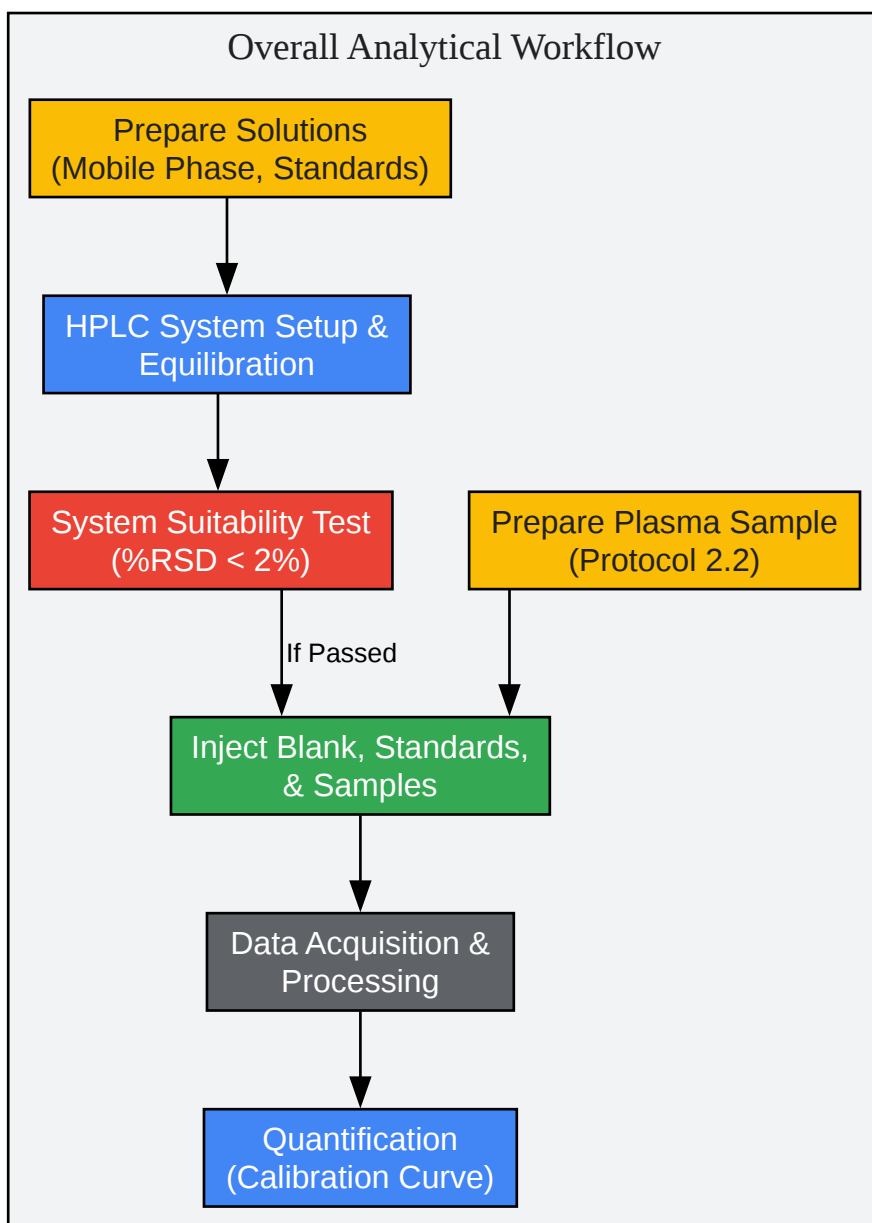 Overall Analytical Workflow
Prepare Solutions
(Mobile Phase, Standards)
HPLC System Setup &
Equilibration
System Suitability Test
(%RSD < 2%)
Prepare Plasma Sample
(Protocol 2.2)
If Passed
Inject Blank, Standards,
& Samples
Data Acquisition &
Processing
Quantification
(Calibration Curve)